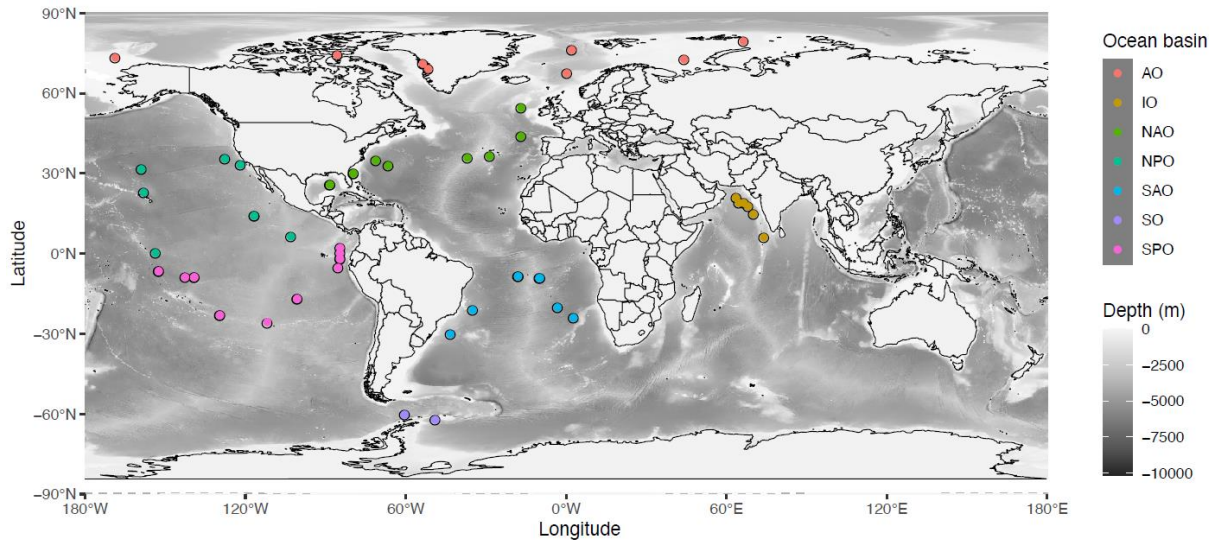 90°N
60°N
30°N
0°N
−30°N
−60°N
−90°N
Latitude
180°W
120°W
60°W
0°W
60°E
120°E
180°E
Longitude
Ocean basin
AO
IO
NAO
NPO
SAO
SO
SPO
Depth (m)
0
−2500
−5000
−7500
−10000